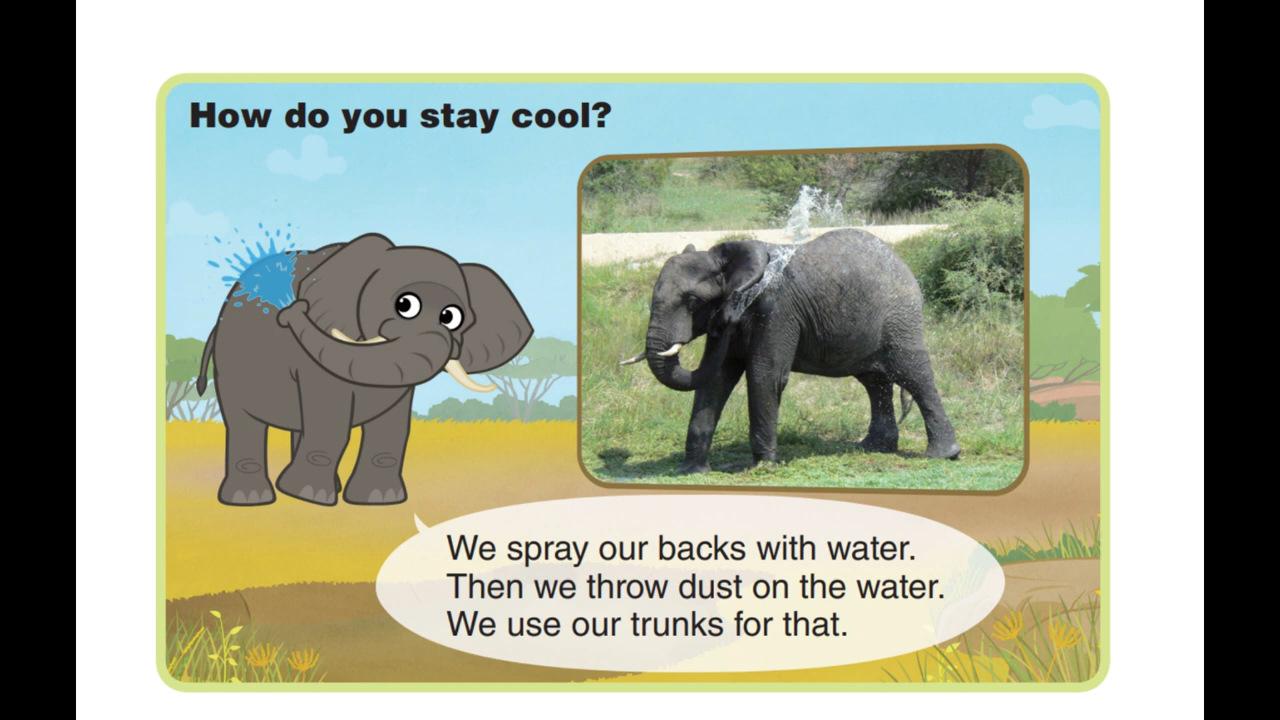 How do you stay cool?
We spray our backs with water.
Then we throw dust on the water.
We use our trunks for that.